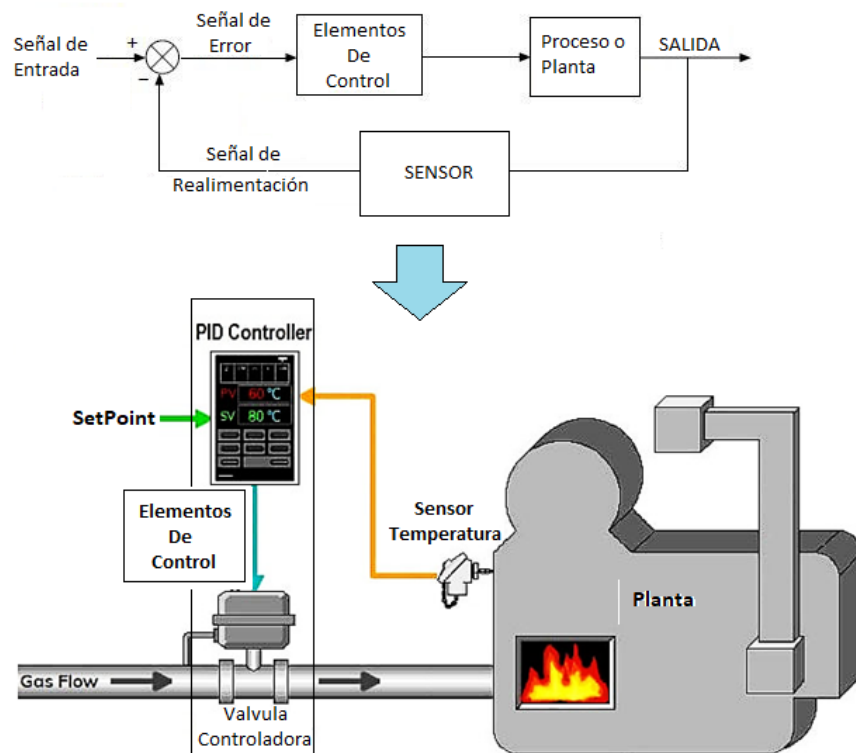 Señal de
Entrada
+
−
Señal de
Error
Elementos
De
Control
Proceso o
Planta
SALIDA
Señal de
Realimentación
SENSOR
PID Controller
PV 60 °C
SV 80 °C
SetPoint
Elementos
De
Control
Sensor
Temperatura
Planta
Gas Flow
Valvula
Controladora